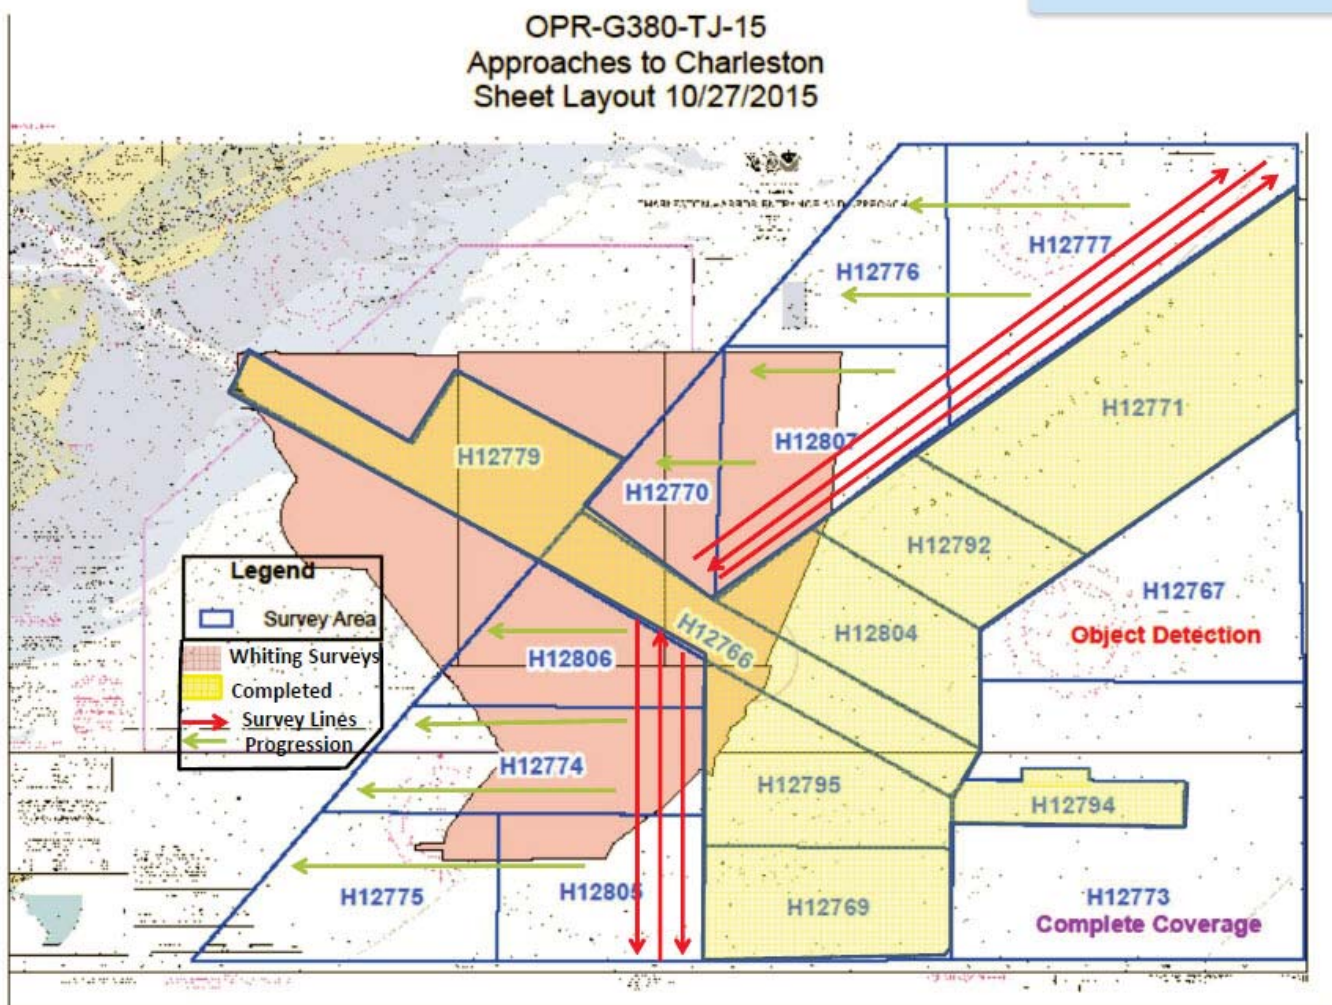 OPR-G380-TJ-15
Approaches to Charleston
Sheet Layout 10/27/2015
H12777
H12776
H12771
H12807
H12779
H12770
H12792
Legend
Survey Area
Whiting Surveys
Completed
Survey Lines
Progression
H12767
Object Detection
H12766
H12804
H12806
H12774
H12795
H12794
H12775
H12805
H12769
H12773
Complete Coverage